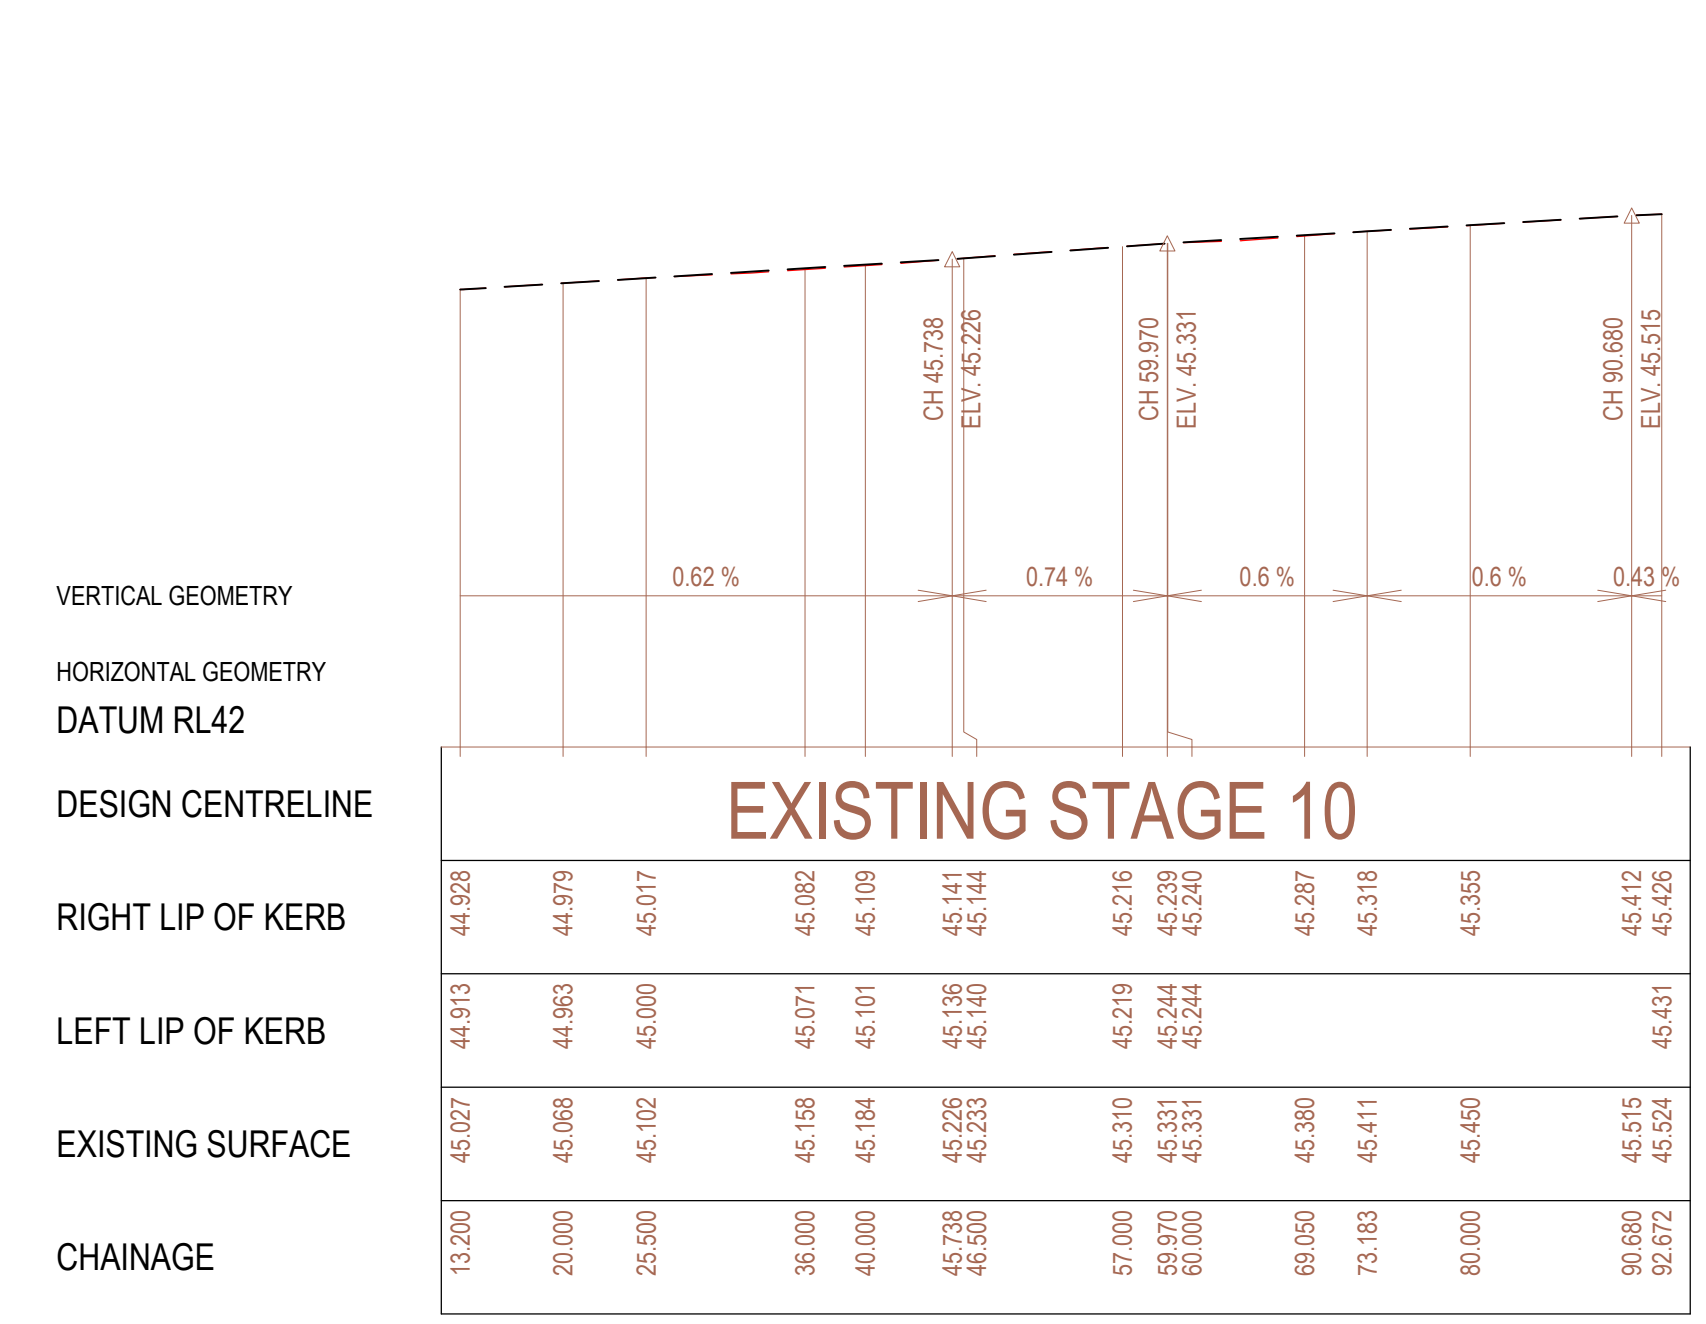 CH 45.738
ELV. 45.226
CH 59.970
ELV. 45.331
CH 90.680
ELV. 45.515
VERTICAL GEOMETRY 0.62 % 0.74 % 0.6 % 0.6 % 0.43 %
HORIZONTAL GEOMETRY
DATUM RL42
DESIGN CENTRELINE EXISTING STAGE 10
RIGHT LIP OF KERB 44.928 44.979 45.017 45.082 45.109 45.141 45.144 45.216 45.239 45.240 45.287 45.318 45.355 45.412 45.426
LEFT LIP OF KERB 44.913 44.963 45.000 45.071 45.101 45.136 45.140 45.219 45.244 45.244 45.431
EXISTING SURFACE 45.027 45.068 45.102 45.158 45.184 45.226 45.233 45.310 45.331 45.331 45.380 45.411 45.450 45.515 45.524
CHAINAGE 13.200 20.000 25.500 36.000 40.000 45.738 46.500 57.000 59.970 60.000 69.050 73.183 80.000 90.680 92.672